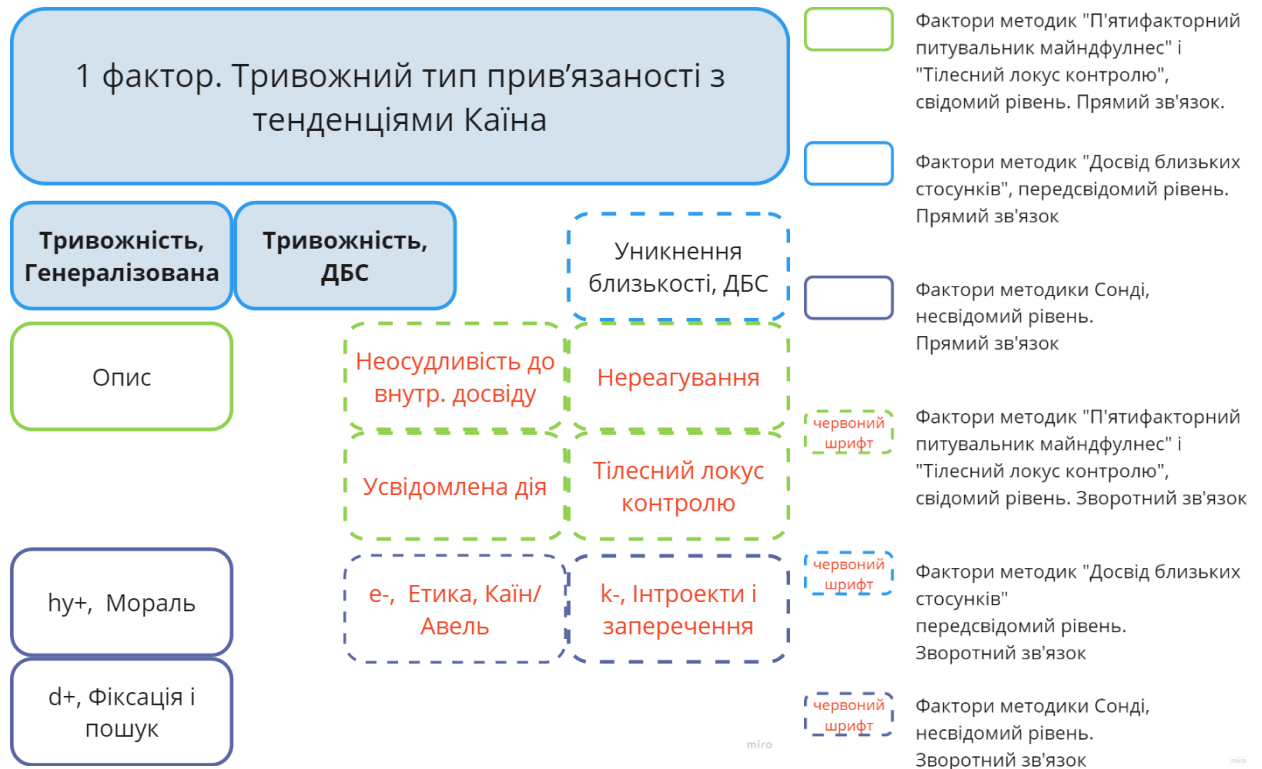 1 фактор. Тривожний тип прив’язаності з
тенденціями Каїна
Тривожність,
Генералізована
Тривожність,
ДБС
Уникнення
близькості, ДБС
Опис
Неосудливість до
внутр. досвіду
Нереагування
Усвідомлена дія
Тілесний локус
контролю
hy+, Мораль
e-, Етика, Каїн/
Авель
k-, Інтроекти і
заперечення
d+, Фіксація і
пошук
miro
Фактори методик "П'ятифакторний
питувальник майндфулнес" і
"Тілесний локус контролю",
свідомий рівень. Прямий зв'язок.
Фактори методик "Досвід близьких
стосунків", передсвідомий рівень.
Прямий зв'язок
Фактори методики Сонді,
несвідомий рівень.
Прямий зв'язок
червоний
шрифт
Фактори методик "П'ятифакторний
питувальник майндфулнес" і
"Тілесний локус контролю",
свідомий рівень. Зворотний зв'язок
червоний
шрифт
Фактори методик "Досвід близьких
стосунків"
передсвідомий рівень.
Зворотний зв'язок
червоний
шрифт
Фактори методики Сонді,
несвідомий рівень.
Зворотний зв'язок
miro